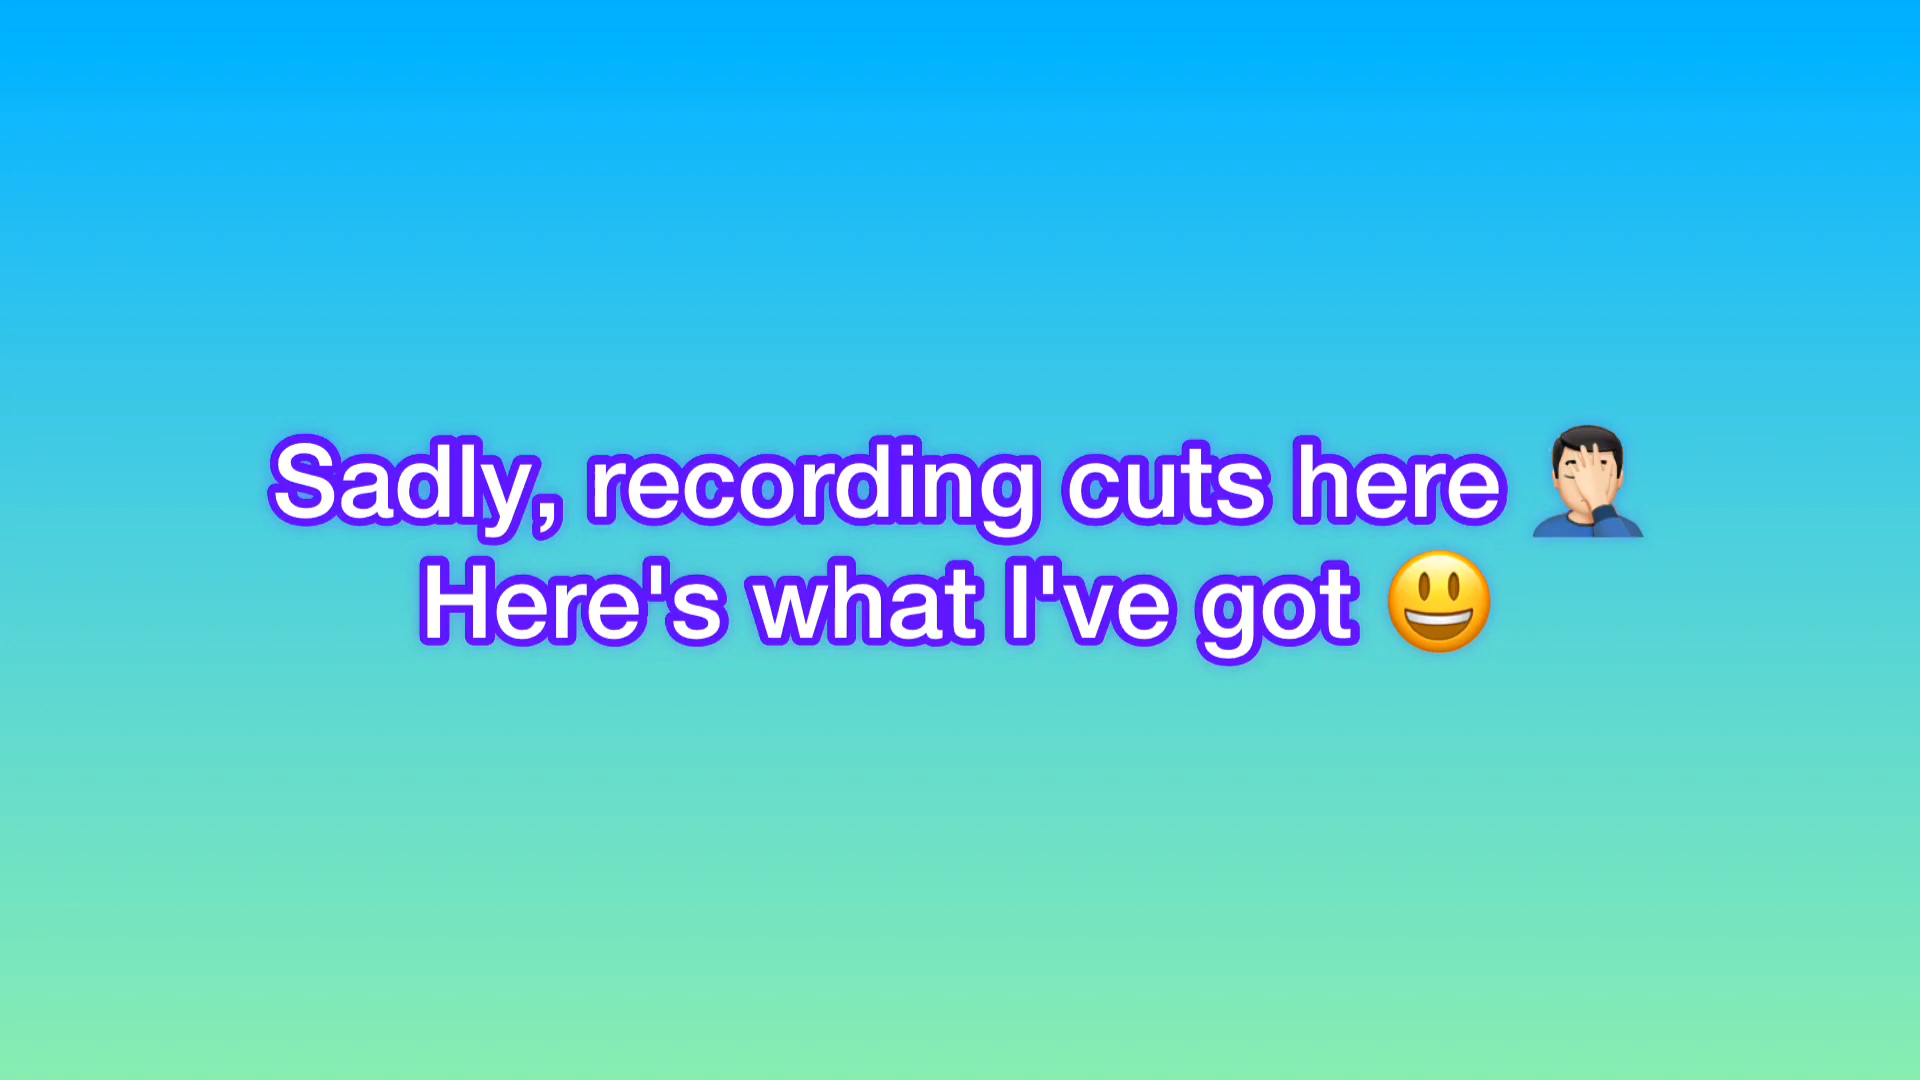 Sadly, recording cuts here 🤦🏻‍♂️
Here's what I've got 😃